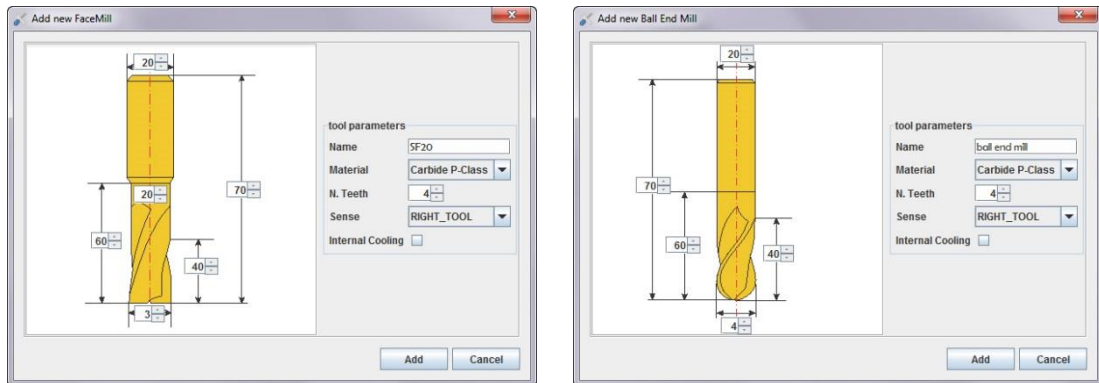 Add new FaceMill
20
20
70
60
40
3
tool parameters
Name SF20
Material Carbide P-Class
N. Teeth 4
Sense RIGHT_TOOL
Internal Cooling
Add Cancel
Add new Ball End Mill
20
70
60
40
4
tool parameters
Name ball end mill
Material Carbide P-Class
N. Teeth 4
Sense RIGHT_TOOL
Internal Cooling
Add Cancel